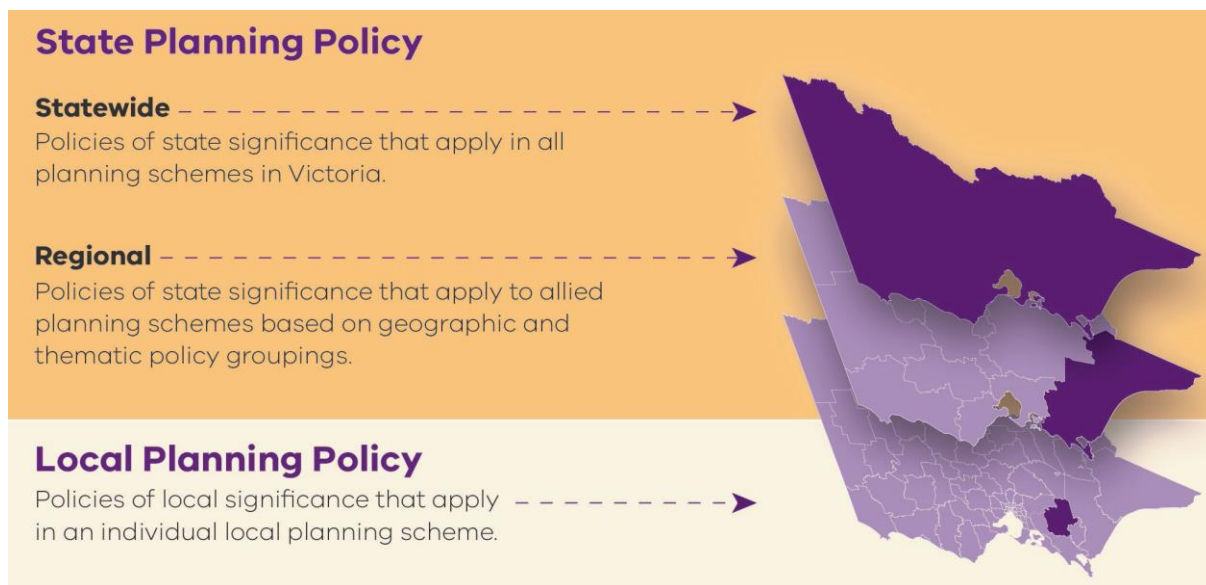 State Planning Policy
Statewide
Policies of state significance that apply in all
planning schemes in Victoria.
Regional
Policies of state significance that apply to allied
planning schemes based on geographic and
thematic policy groupings.
Local Planning Policy
Policies of local significance that apply
in an individual local planning scheme.